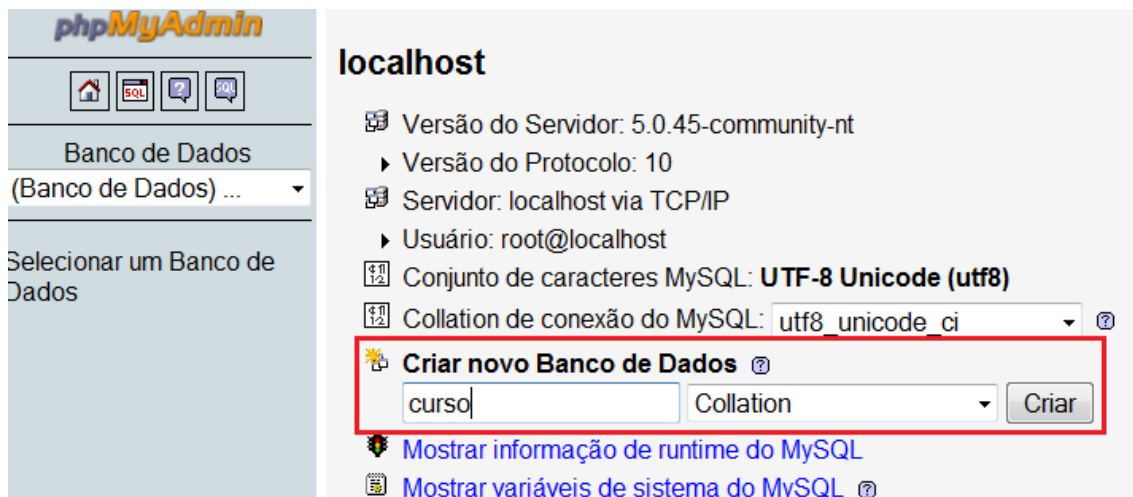 phpMyAdmin
SQL ? SQL
Banco de Dados
(Banco de Dados) ...
Selecionar um Banco de
Dados
localhost
Versão do Servidor: 5.0.45-community-nt
Versão do Protocolo: 10
Servidor: localhost via TCP/IP
Usuário: root@localhost
Conjunto de caracteres MySQL: UTF-8 Unicode (utf8)
Collation de conexão do MySQL: utf8_unicode_ci ?
Criar novo Banco de Dados ?
curso Collation Criar
Mostrar informação de runtime do MySQL
Mostrar variáveis de sistema do MySQL ?